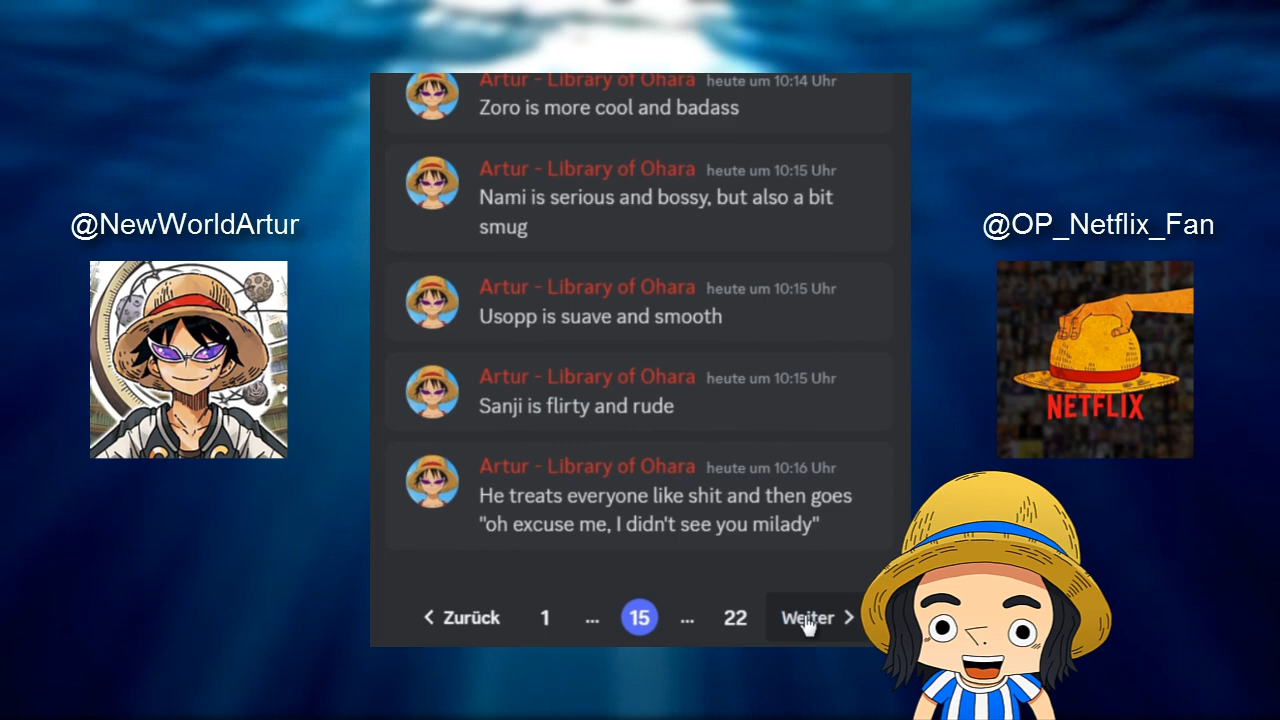 Artur - Library of Ohara heute um 10:14 Uhr
Zoro is more cool and badass
Artur - Library of Ohara heute um 10:15 Uhr
Nami is serious and bossy, but also a bit
smug
@NewWorldArtur
@OP_Netflix_Fan
Artur - Library of Ohara heute um 10:15 Uhr
Usopp is suave and smooth
Artur - Library of Ohara heute um 10:15 Uhr
Sanji is flirty and rude
NETFLIX
Artur - Library of Ohara heute um 10:16 Uhr
He treats everyone like shit and then goes
"oh excuse me, I didn't see you milady"
Zurück 1 ... 15 ... 22 Weiter